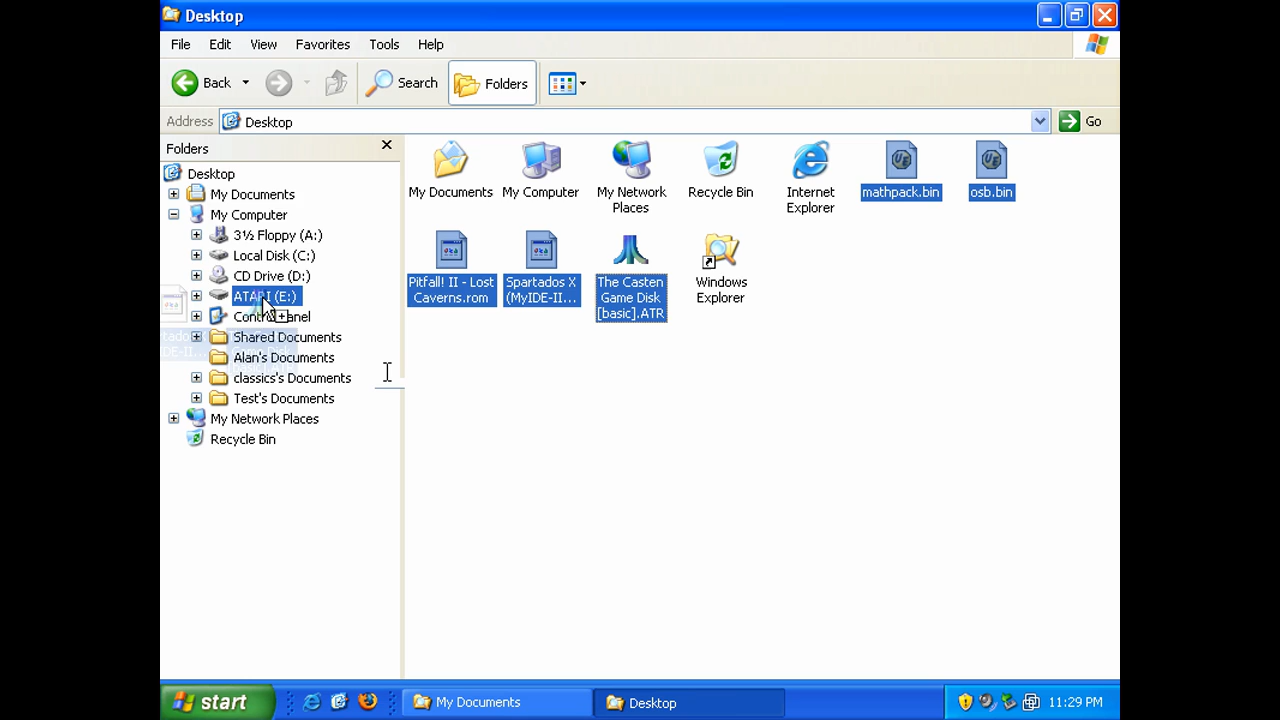 Desktop
File Edit View Favorites Tools Help
Back Search Folders
Address Desktop Go
Folders
Desktop
My Documents
My Computer
3½ Floppy (A:)
Local Disk (C:)
CD Drive (D:)
ATARI (E:)
Control Panel
Shared Documents
Alan's Documents
classics's Documents
Test's Documents
My Network Places
Recycle Bin
My Documents
My Computer
My Network
Places
Recycle Bin
Internet
Explorer
mathpack.bin
osb.bin
Pitfall! II - Lost
Caverns.rom
Spartados X
(MyIDE-II...
The Casten
Game Disk
[basic].ATR
Windows
Explorer
start My Documents Desktop 11:29 PM